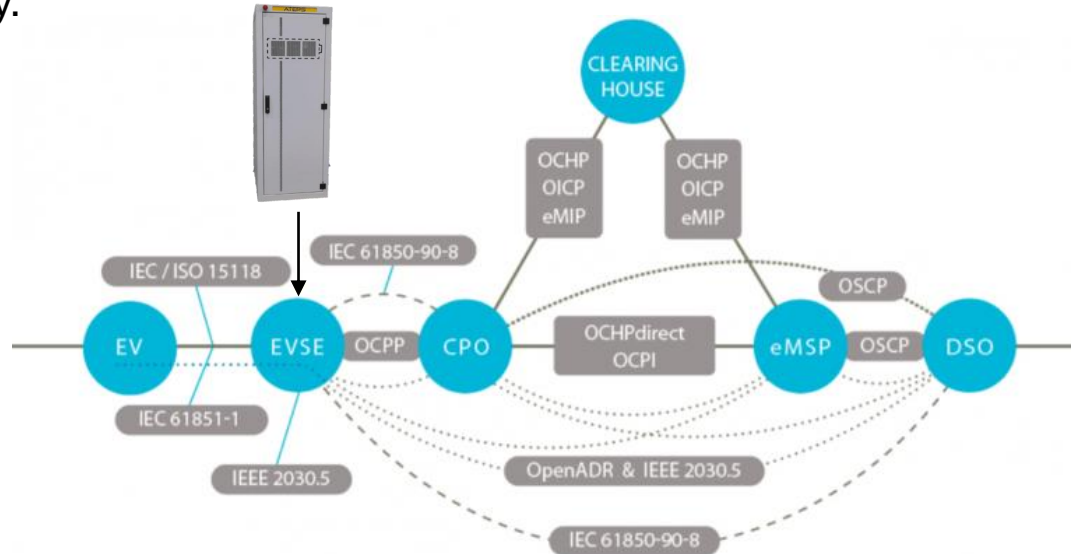 y.
ATEPS
CLEARING
HOUSE
OCHP
OICP
eMIP
OCHP
OICP
eMIP
IEC 61850-90-8
IEC / ISO 15118
OSCP
EV
EVSE
OCPP
CPO
OCHPdirect
OCPI
eMSP
OSCP
DSO
IEC 61851-1
IEEE 2030.5
OpenADR & IEEE 2030.5
IEC 61850-90-8